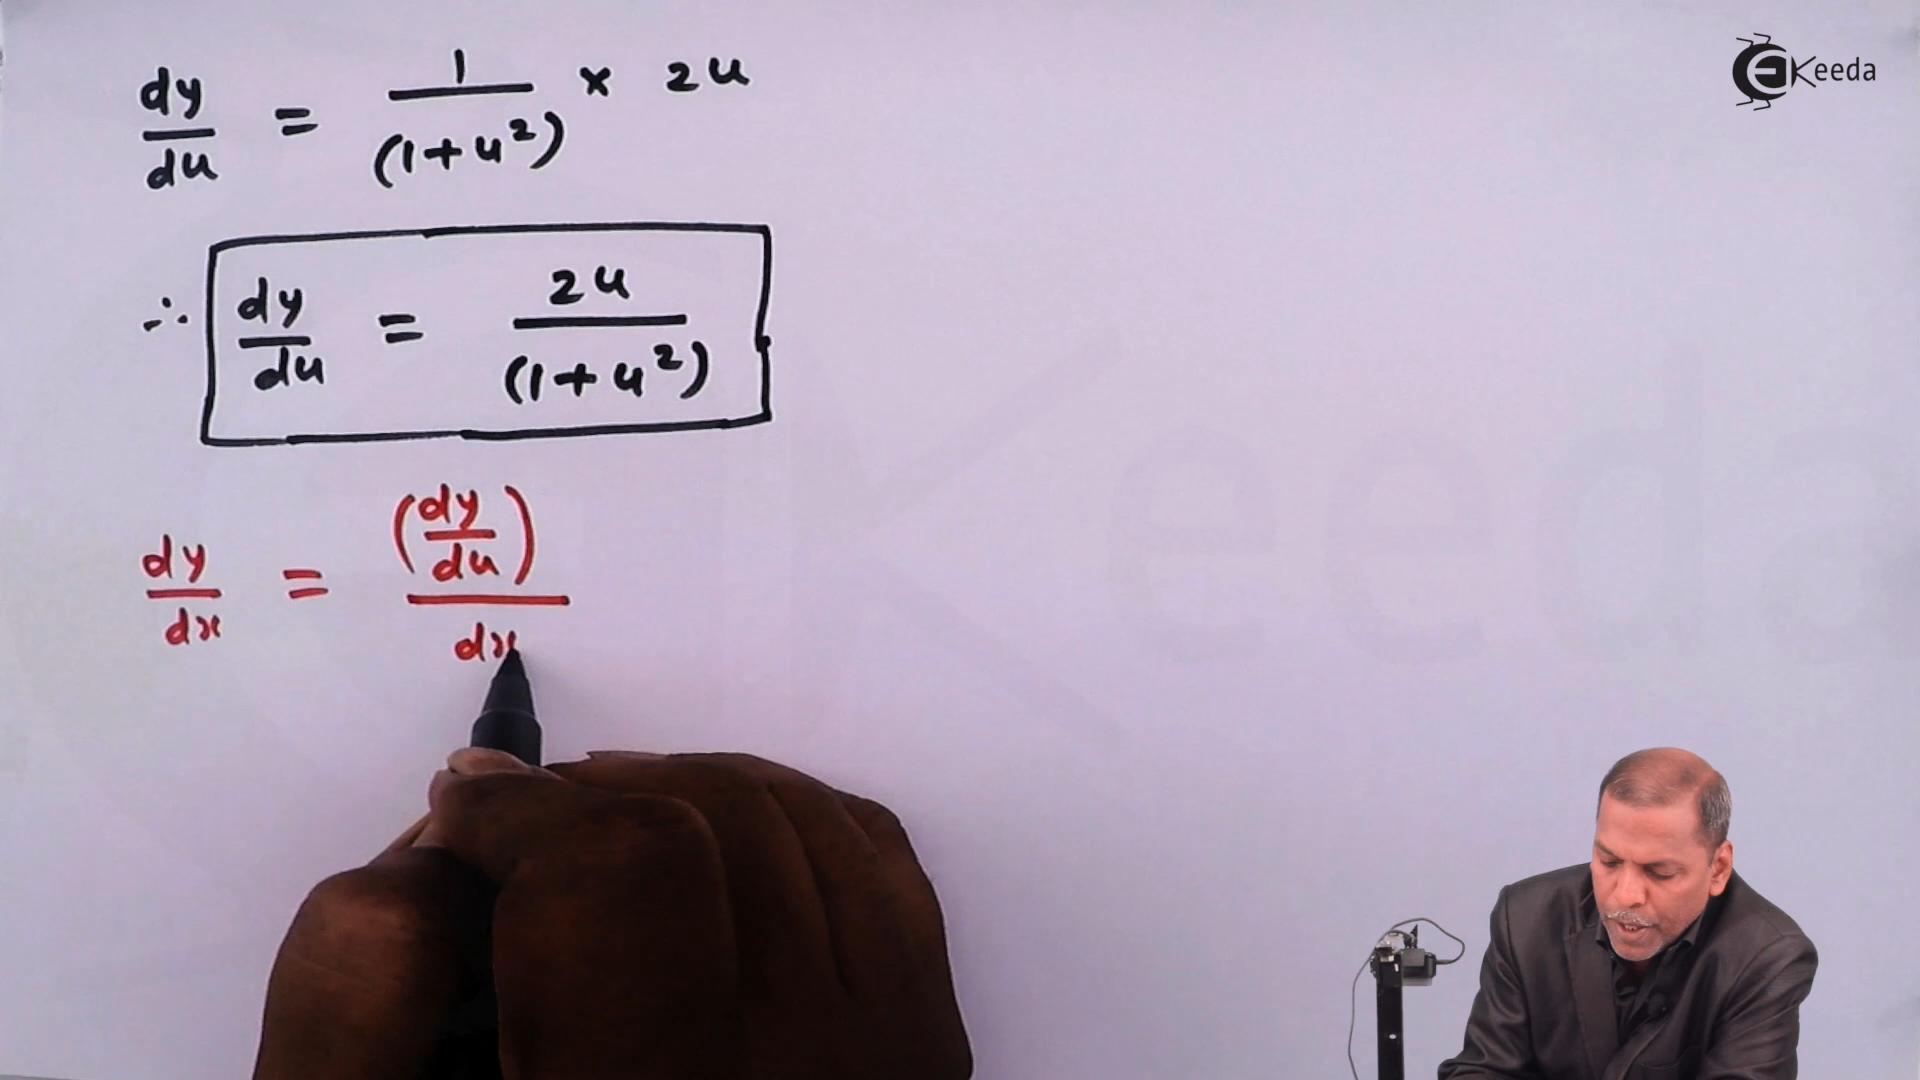 Keeda
dy/du = 1/(1+u²) × 2u
∴ dy/du = 2u/(1+u²)
dy/dx = (dy/du)/dx